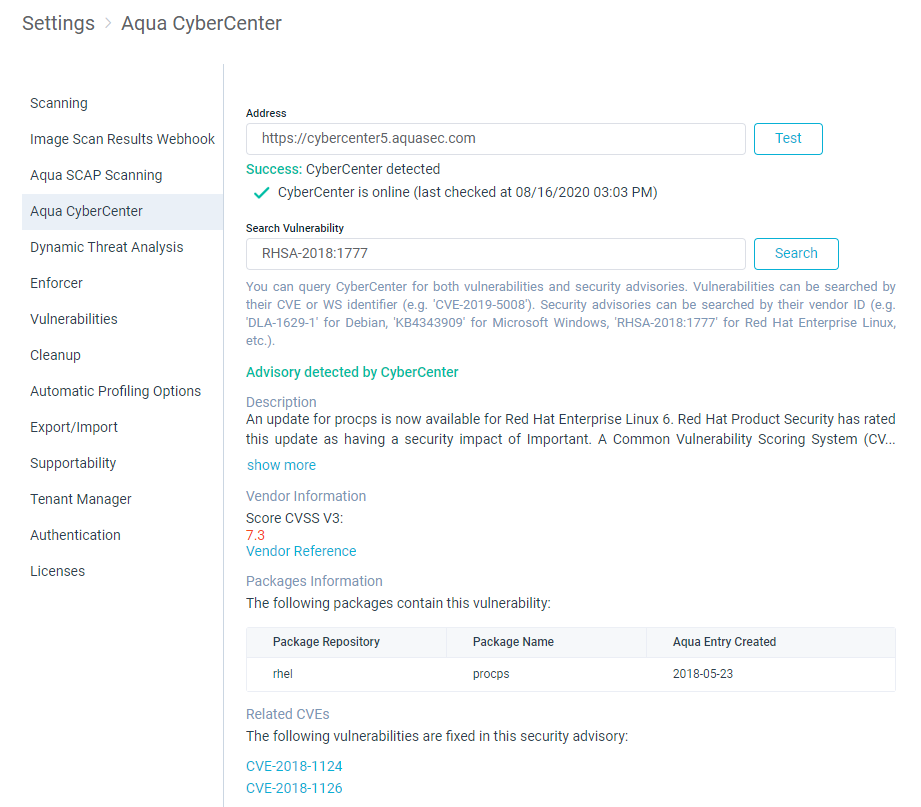 Settings > Aqua CyberCenter
Scanning
Image Scan Results Webhook
Aqua SCAP Scanning
Aqua CyberCenter
Dynamic Threat Analysis
Enforcer
Vulnerabilities
Cleanup
Automatic Profiling Options
Export/Import
Supportability
Tenant Manager
Authentication
Licenses
Address
https://cybercenter5.aquasec.com
Test
Success: CyberCenter detected
CyberCenter is online (last checked at 08/16/2020 03:03 PM)
Search Vulnerability
RHSA-2018:1777
Search
You can query CyberCenter for both vulnerabilities and security advisories. Vulnerabilities can be searched by
their CVE or WS identifier (e.g. 'CVE-2019-5008'). Security advisories can be searched by their vendor ID (e.g.
'DLA-1629-1' for Debian, 'KB4343909' for Microsoft Windows, 'RHSA-2018:1777' for Red Hat Enterprise Linux,
etc.).
Advisory detected by CyberCenter
Description
An update for procps is now available for Red Hat Enterprise Linux 6. Red Hat Product Security has rated
this update as having a security impact of Important. A Common Vulnerability Scoring System (CV...
show more
Vendor Information
Score CVSS V3:
7.3
Vendor Reference
Packages Information
The following packages contain this vulnerability:
Package Repository Package Name Aqua Entry Created
rhel procps 2018-05-23
Related CVEs
The following vulnerabilities are fixed in this security advisory:
CVE-2018-1124
CVE-2018-1126